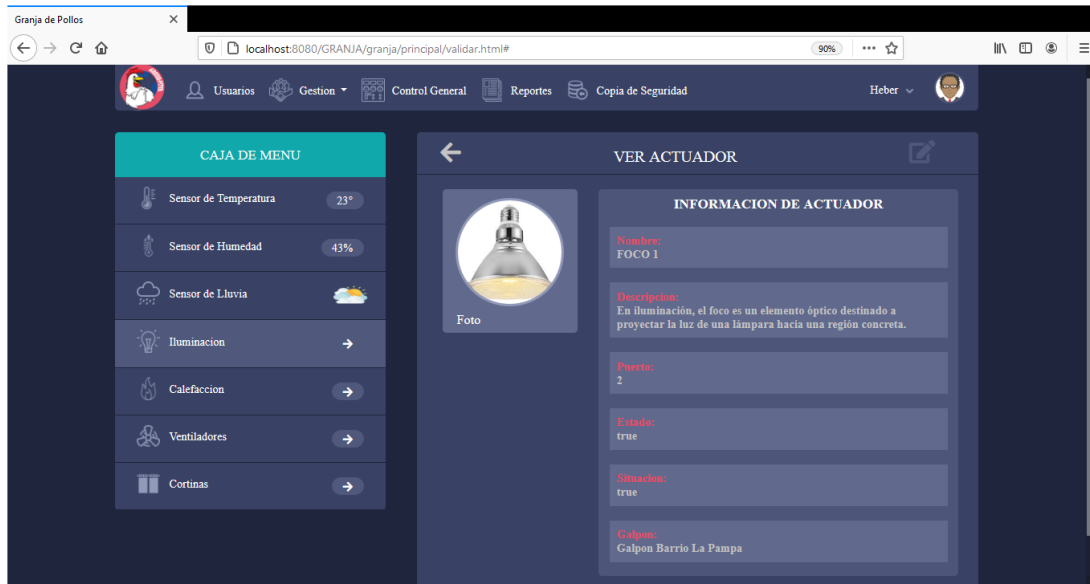 Granja de Pollos
localhost:8080/GRANJA/granja/principal/validar.html#
90%
Usuarios
Gestion
Control General
Reportes
Copia de Seguridad
Heber
CAJA DE MENU
Sensor de Temperatura
23°
Sensor de Humedad
43%
Sensor de Lluvia
Iluminacion
Calefaccion
Ventiladores
Cortinas
VER ACTUADOR
Foto
INFORMACION DE ACTUADOR
Nombre:
FOCO 1
Descripcion:
En iluminación, el foco es un elemento óptico destinado a
proyectar la luz de una lámpara hacia una región concreta.
Puerto:
2
Estado:
true
Situacion:
true
Galpon:
Galpon Barrio La Pampa